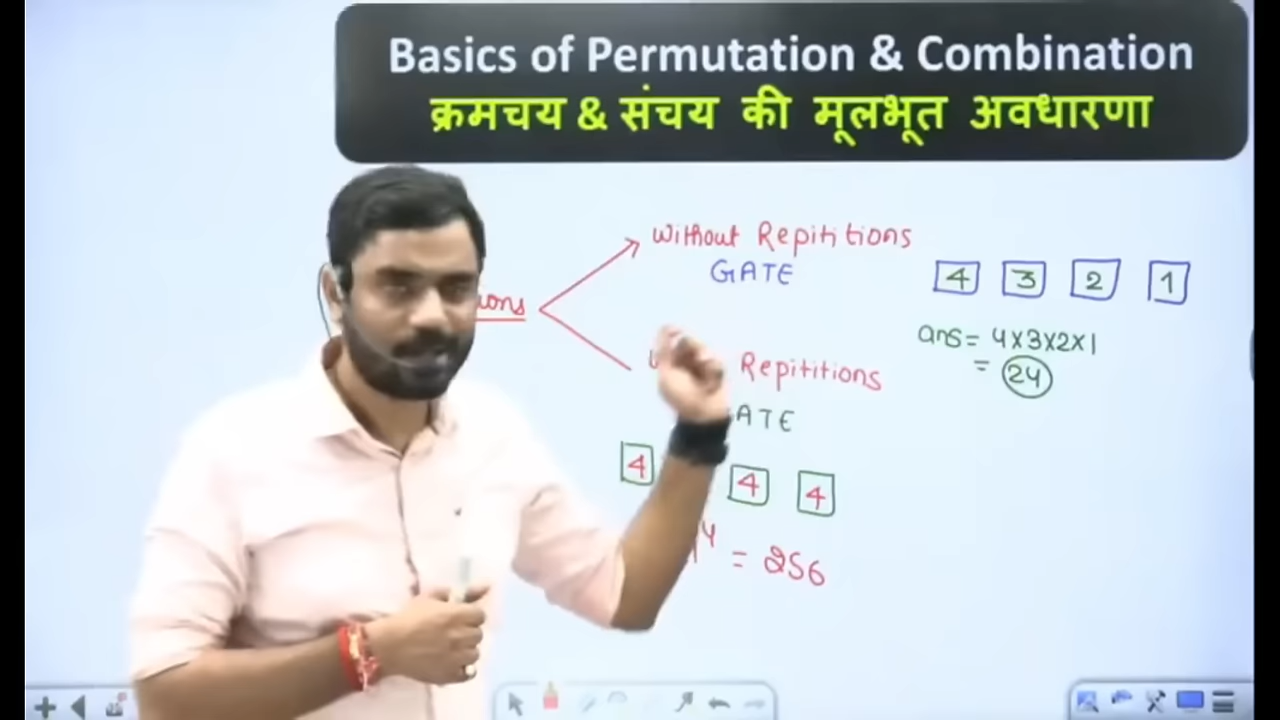 Basics of Permutation & Combination
क्रमचय & संचय की मूलभूत अवधारणा
Without Repititions
GATE
4 3 2 1
ans = 4x3x2x1
= 24
Repititions
ATE
4 4 4
= 256